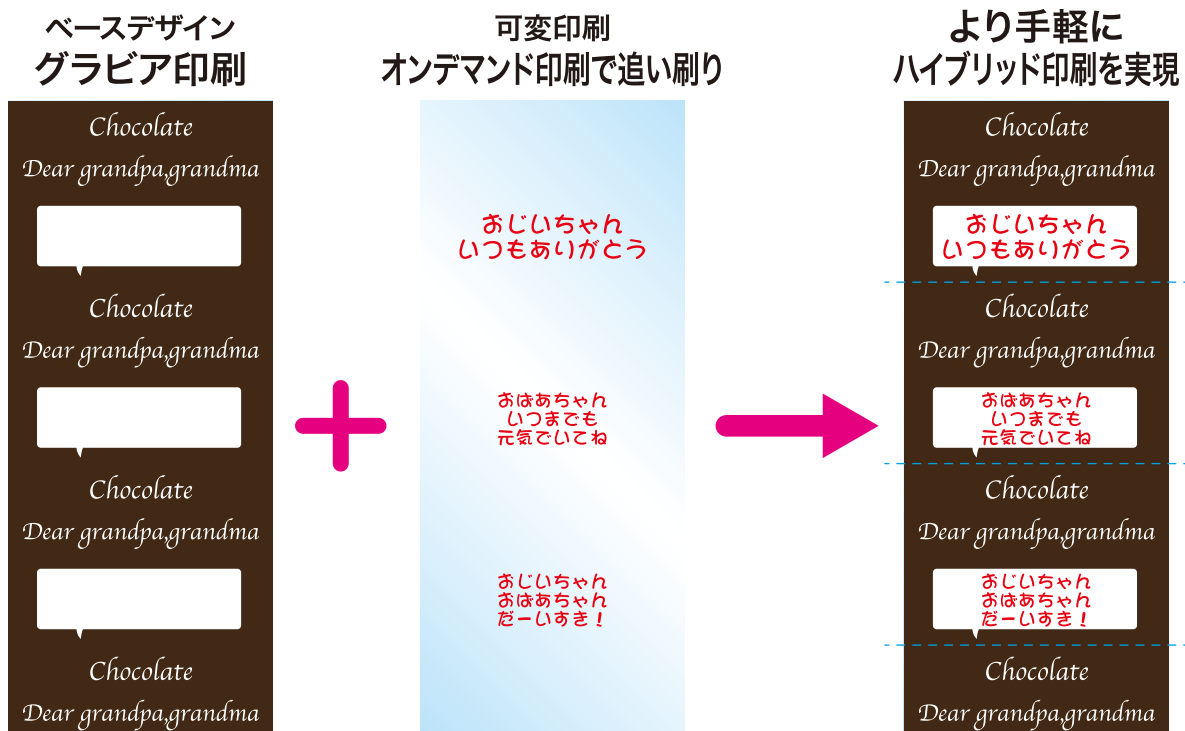 ベースデザイン
グラビア印刷
Chocolate
Dear grandpa,grandma
Chocolate
Dear grandpa,grandma
Chocolate
Dear grandpa,grandma
Chocolate
Dear grandpa,grandma
可変印刷
オンデマンド印刷で追い刷り
おじいちゃん
いつもありがとう
おばあちゃん
いつまでも
元気でいてね
おじいちゃん
おばあちゃん
だーいすき！
より手軽に
ハイブリッド印刷を実現
Chocolate
Dear grandpa,grandma
おじいちゃん
いつもありがとう
Chocolate
Dear grandpa,grandma
おばあちゃん
いつまでも
元気でいてね
Chocolate
Dear grandpa,grandma
おじいちゃん
おばあちゃん
だーいすき！
Chocolate
Dear grandpa,grandma